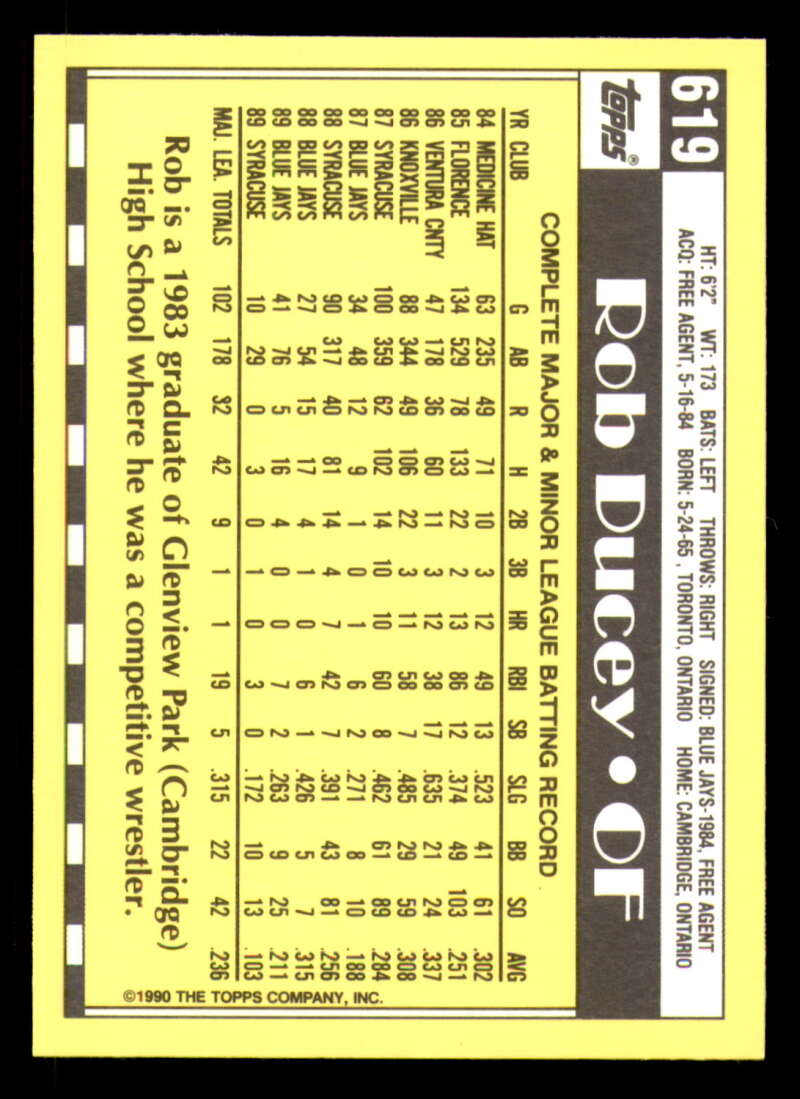 619
HT: 6'2" WT: 173 BATS: LEFT THROWS: RIGHT SIGNED: BLUE JAYS-1984, FREE AGENT
ACQ: FREE AGENT, 5-16-84 BORN: 5-24-65 , TORONTO, ONTARIO HOME: CAMBRIDGE, ONTARIO
TOPPS®
Rob Ducey • OF
COMPLETE MAJOR & MINOR LEAGUE BATTING RECORD
YR CLUB G AB R H 2B 3B HR RBI SB SLG BB SO AVG
84 MEDICINE HAT 63 235 49 71 10 3 12 49 13 .523 41 61 .302
85 FLORENCE 134 529 78 133 22 2 13 86 12 .374 49 103 .251
86 VENTURA CNTY 47 178 36 60 11 3 12 38 17 .635 21 24 .337
86 KNOXVILLE 88 344 49 106 22 3 11 58 7 .485 29 59 .308
87 SYRACUSE 100 359 62 102 14 10 10 60 8 .462 61 89 .284
87 BLUE JAYS 34 48 12 9 1 0 1 6 2 .271 8 10 .188
88 SYRACUSE 90 317 40 81 14 4 7 42 7 .391 43 81 .256
88 BLUE JAYS 27 54 15 17 4 1 0 6 1 .426 5 7 .315
89 BLUE JAYS 41 76 5 16 4 0 0 7 2 .263 9 25 .211
89 SYRACUSE 10 29 0 3 0 1 0 3 0 .172 10 13 .103
MAJ. LEA. TOTALS 102 178 32 42 9 1 1 19 5 .315 22 42 .236
Rob is a 1983 graduate of Glenview Park (Cambridge)
High School where he was a competitive wrestler.
©1990 THE TOPPS COMPANY, INC.